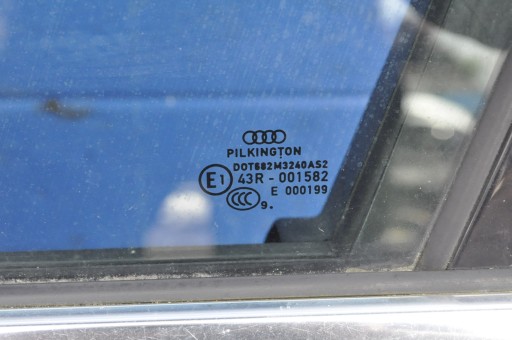 PILKINGTON
DOT682M3240AS2
E1 43R - 001582
E 000199
CCC
9.